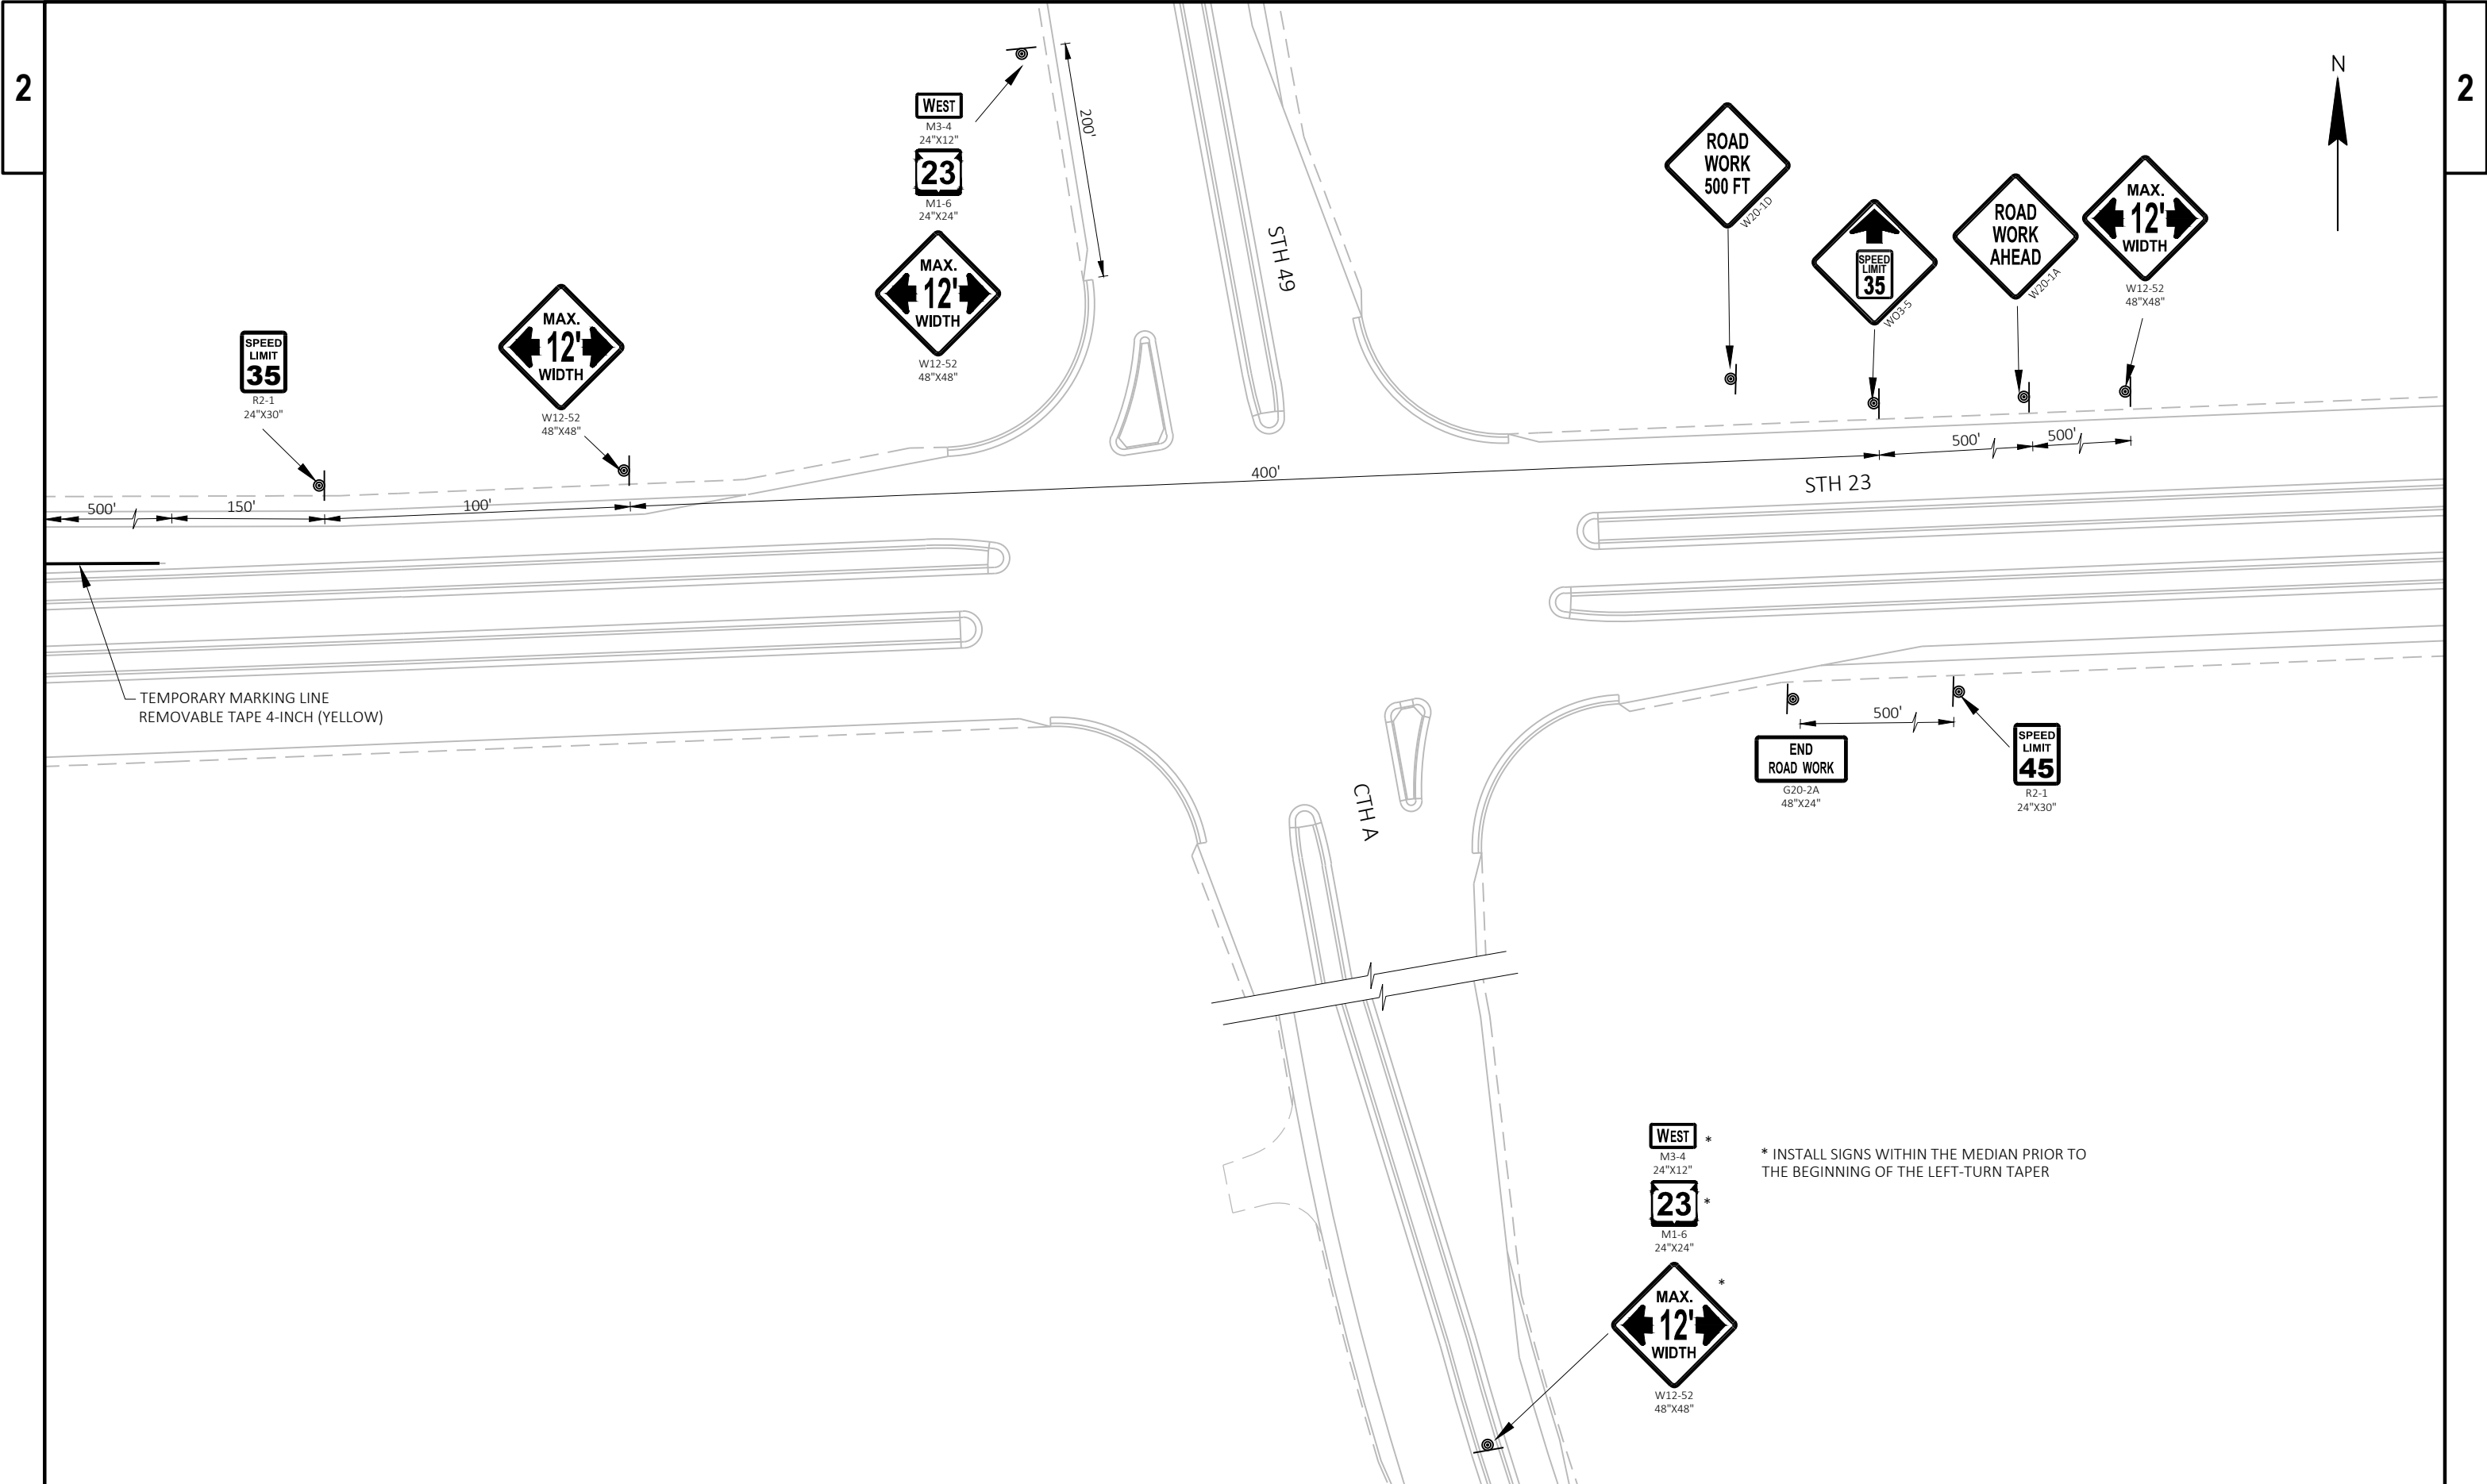 2
2
N
WEST
M3-4
24"X12"
23
M1-6
24"X24"
MAX.
12'
WIDTH
W12-52
48"X48"
200'
STH 49
ROAD
WORK
500 FT
W20-1D
SPEED
LIMIT
35
WO3-5
ROAD
WORK
AHEAD
W20-1A
MAX.
12'
WIDTH
W12-52
48"X48"
SPEED
LIMIT
35
R2-1
24"X30"
MAX.
12'
WIDTH
W12-52
48"X48"
500'
150'
100'
400'
500'
500'
STH 23
TEMPORARY MARKING LINE
REMOVABLE TAPE 4-INCH (YELLOW)
CTH A
500'
END
ROAD WORK
G20-2A
48"X24"
SPEED
LIMIT
45
R2-1
24"X30"
WEST *
M3-4
24"X12"
23 *
M1-6
24"X24"
*
MAX.
12'
WIDTH
W12-52
48"X48"
* INSTALL SIGNS WITHIN THE MEDIAN PRIOR TO
THE BEGINNING OF THE LEFT-TURN TAPER